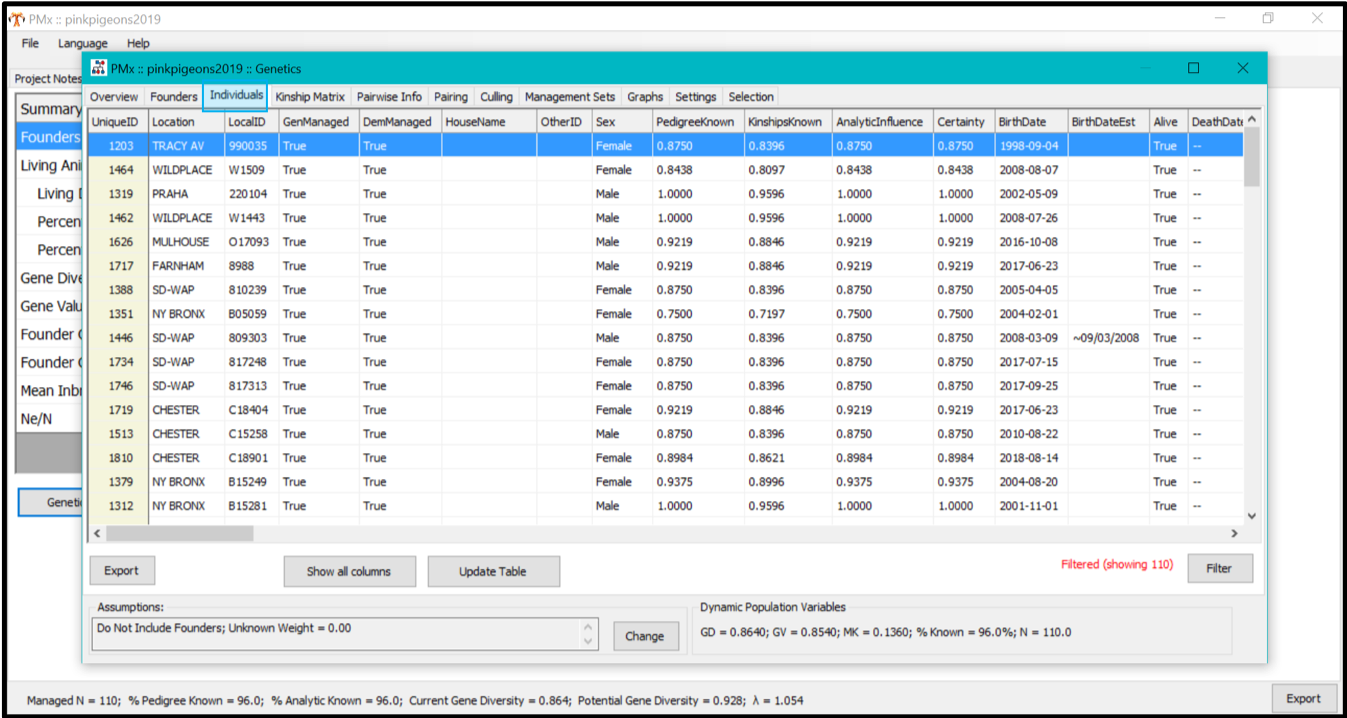 PMx :: pinkpigeons2019
File Language Help
Project Notes
PMx :: pinkpigeons2019 :: Genetics
Overview Founders Individuals Kinship Matrix Pairwise Info Pairing Culling Management Sets Graphs Settings Selection
Summary
Founders
Living Ani
Living
Percen
Percen
Gene Dive
Gene Valu
Founder
Founder
Mean Inb
Ne/N
Geneti
UniqueID Location LocalID GenManaged DemManaged HouseName OtherID Sex PedigreeKnown KinshipsKnown AnalyticInfluence Certainty BirthDate BirthDateEst Alive DeathDate
1203 TRACY AV 990035 True True Female 0.8750 0.8396 0.8750 0.8750 1998-09-04 True --
1464 WILDPLACE W1509 True True Female 0.8438 0.8097 0.8438 0.8438 2008-08-07 True --
1319 PRAHA 220104 True True Male 1.0000 0.9596 1.0000 1.0000 2002-05-09 True --
1462 WILDPLACE W1443 True True Male 1.0000 0.9596 1.0000 1.0000 2008-07-26 True --
1626 MULHOUSE O17093 True True Male 0.9219 0.8846 0.9219 0.9219 2016-10-08 True --
1717 FARNHAM 8988 True True Male 0.9219 0.8846 0.9219 0.9219 2017-06-23 True --
1388 SD-WAP 810239 True True Female 0.8750 0.8396 0.8750 0.8750 2005-04-05 True --
1351 NY BRONX B05059 True True Female 0.7500 0.7197 0.7500 0.7500 2004-02-01 True --
1446 SD-WAP 809303 True True Male 0.8750 0.8396 0.8750 0.8750 2008-03-09 ~09/03/2008 True --
1734 SD-WAP 817248 True True Female 0.8750 0.8396 0.8750 0.8750 2017-07-15 True --
1746 SD-WAP 817313 True True Female 0.8750 0.8396 0.8750 0.8750 2017-09-25 True --
1719 CHESTER C18404 True True Female 0.9219 0.8846 0.9219 0.9219 2017-06-23 True --
1513 CHESTER C15258 True True Male 0.8750 0.8396 0.8750 0.8750 2010-08-22 True --
1810 CHESTER C18901 True True Female 0.8984 0.8621 0.8984 0.8984 2018-08-14 True --
1379 NY BRONX B15249 True True Female 0.9375 0.8996 0.9375 0.9375 2004-08-20 True --
1312 NY BRONX B15281 True True Male 1.0000 0.9596 1.0000 1.0000 2001-11-01 True --
Export Show all columns Update Table Filtered (showing 110) Filter
Assumptions:
Do Not Include Founders; Unknown Weight = 0.00
Change
Dynamic Population Variables
GD = 0.8640; GV = 0.8540; MK = 0.1360; % Known = 96.0%; N = 110.0
Managed N = 110; % Pedigree Known = 96.0; % Analytic Known = 96.0; Current Gene Diversity = 0.864; Potential Gene Diversity = 0.928; λ = 1.054
Export